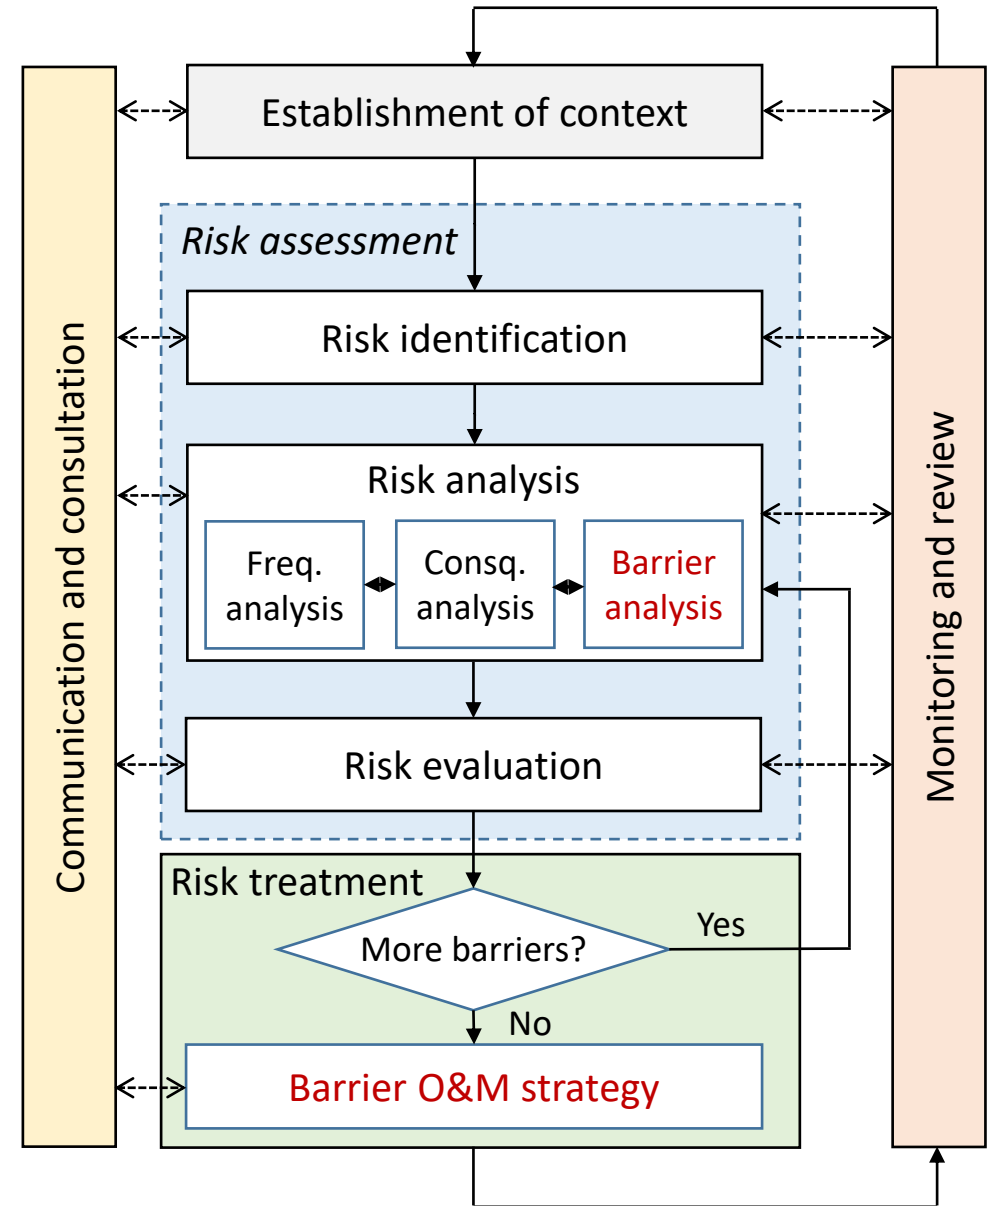 Establishment of context
Risk assessment
Risk identification
Risk analysis
Freq.
analysis
Consq.
analysis
Barrier
analysis
Risk evaluation
Risk treatment
More barriers?
Yes
No
Barrier O&M strategy
Communication and consultation
Monitoring and review